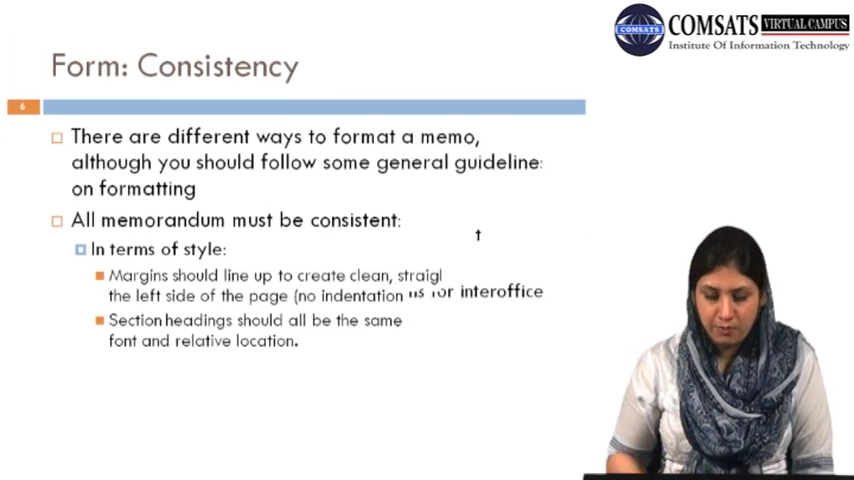 COMSATS VIRTUAL CAMPUS
Institute Of Information Technology
COMSATS
Form: Consistency
6
There are different ways to format a memo,
although you should follow some general guideline
on formatting
All memorandum must be consistent:
t
In terms of style:
Margins should line up to create clean,
the left side of the page (no indentation for interoffice
Section headings should all be the same
font and relative location.